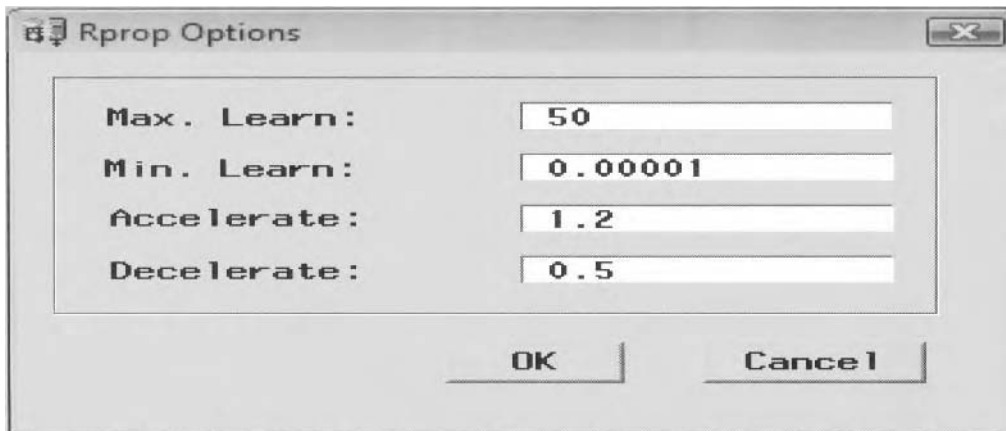 Rprop Options
Max. Learn: 50
Min. Learn: 0.00001
Accelerate: 1.2
Decelerate: 0.5
OK Cancel